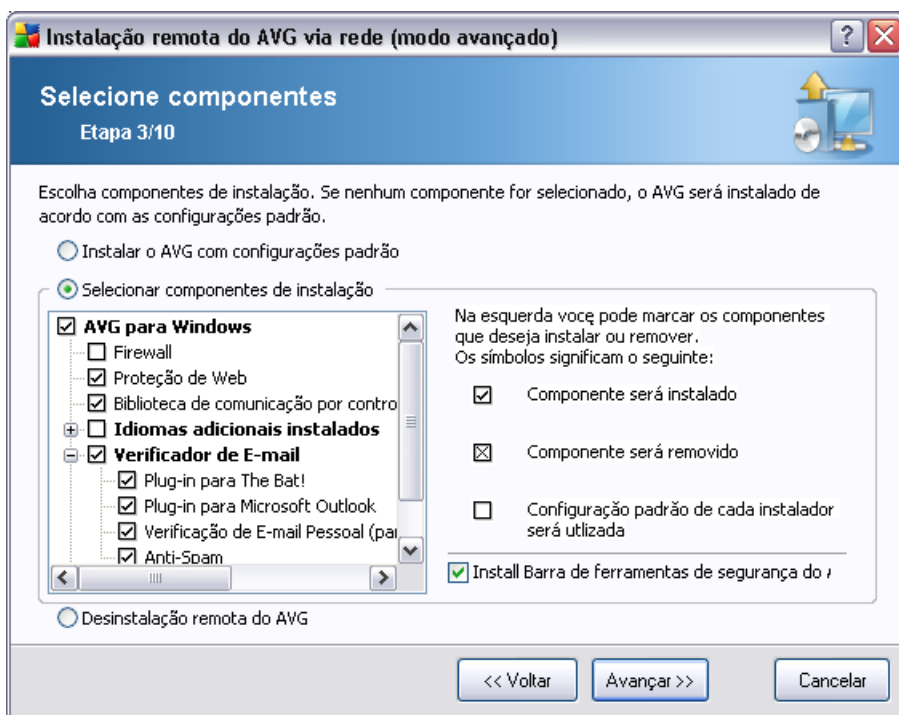 Instalação remota do AVG via rede (modo avançado)
Selecione componentes
Etapa 3/10
Escolha componentes de instalação. Se nenhum componente for selecionado, o AVG será instalado de
acordo com as configurações padrão.
Instalar o AVG com configurações padrão
Selecionar componentes de instalação
AVG para Windows
Firewall
Proteção de Web
Biblioteca de comunicação por contro
Idiomas adicionais instalados
Verificador de E-mail
Plug-in para The Bat!
Plug-in para Microsoft Outlook
Verificação de E-mail Pessoal (par
Anti-Spam
Na esquerda vocę pode marcar os componentes
que deseja instalar ou remover.
Os símbolos significam o seguinte:
Componente será instalado
Componente será removido
Configuração padrão de cada instalador
será utlizada
Install Barra de ferramentas de segurança do
Desinstalação remota do AVG
<< Voltar
Avançar >>
Cancelar